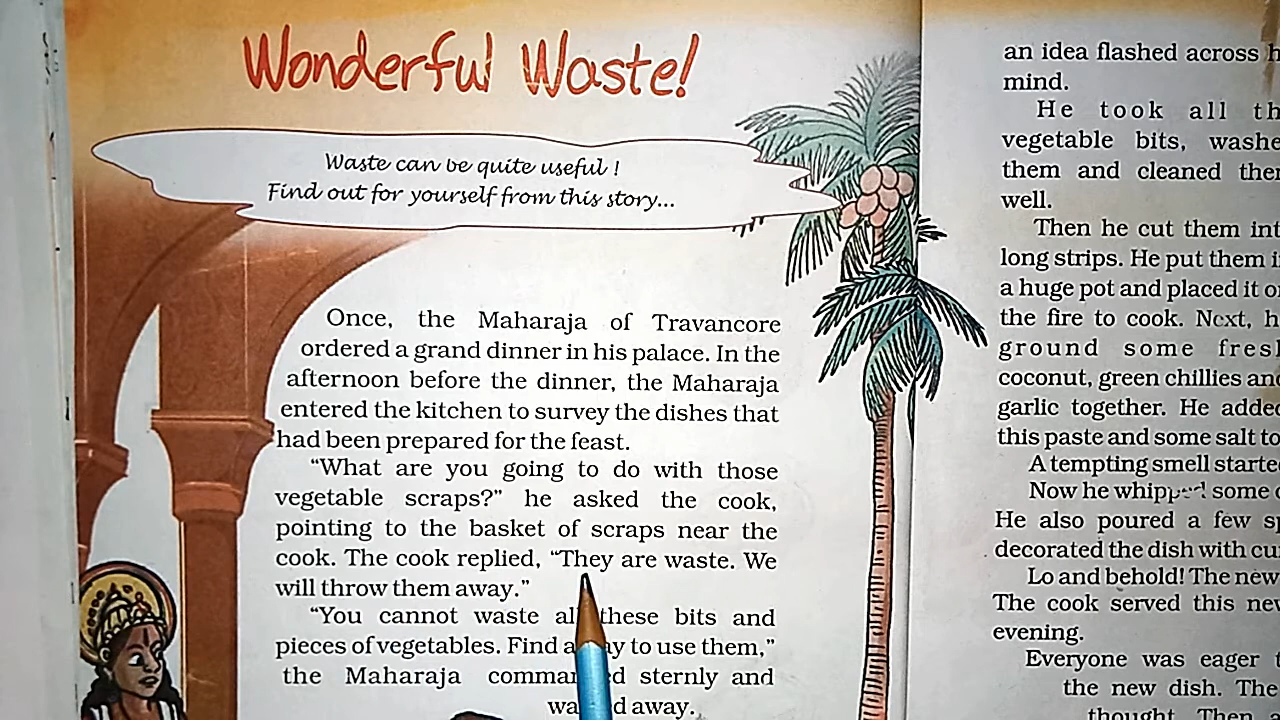 Wonderful Waste!
Waste can be quite useful !
Find out for yourself from this story...
Once, the Maharaja of Travancore
ordered a grand dinner in his palace. In the
afternoon before the dinner, the Maharaja
entered the kitchen to survey the dishes that
had been prepared for the feast.
“What are you going to do with those
vegetable scraps?” he asked the cook,
pointing to the basket of scraps near the
cook. The cook replied, “They are waste. We
will throw them away.”
“You cannot waste all these bits and
pieces of vegetables. Find a to use them,”
the Maharaja sternly and
away.
an idea flashed across
mind.
He took all
vegetable bits,
them and cleaned
well.
Then he cut them
long strips. He put them
a huge pot and placed it
the fire to cook. Next,
ground some
coconut, green chillies
garlic together. He
this paste and some salt to
A tempting smell
Now he whipped some
He also poured a few
decorated the dish with
Lo and behold! The new
The cook served this
evening.
Everyone was eager
the new dish. The
thought. Then